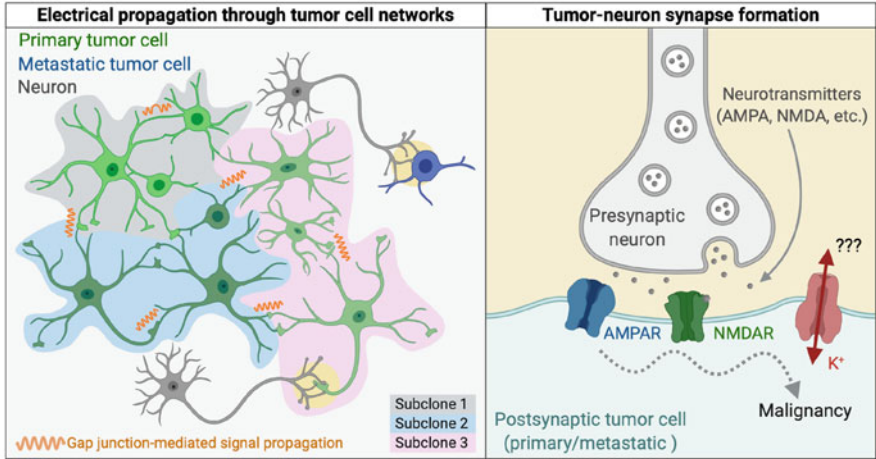 Electrical propagation through tumor cell networks
Primary tumor cell
Metastatic tumor cell
Neuron
Subclone 1
Subclone 2
Subclone 3
Gap junction-mediated signal propagation
Tumor-neuron synapse formation
Neurotransmitters
(AMPA, NMDA, etc.)
Presynaptic
neuron
???
AMPAR
NMDAR
K⁺
Malignancy
Postsynaptic tumor cell
(primary/metastatic )